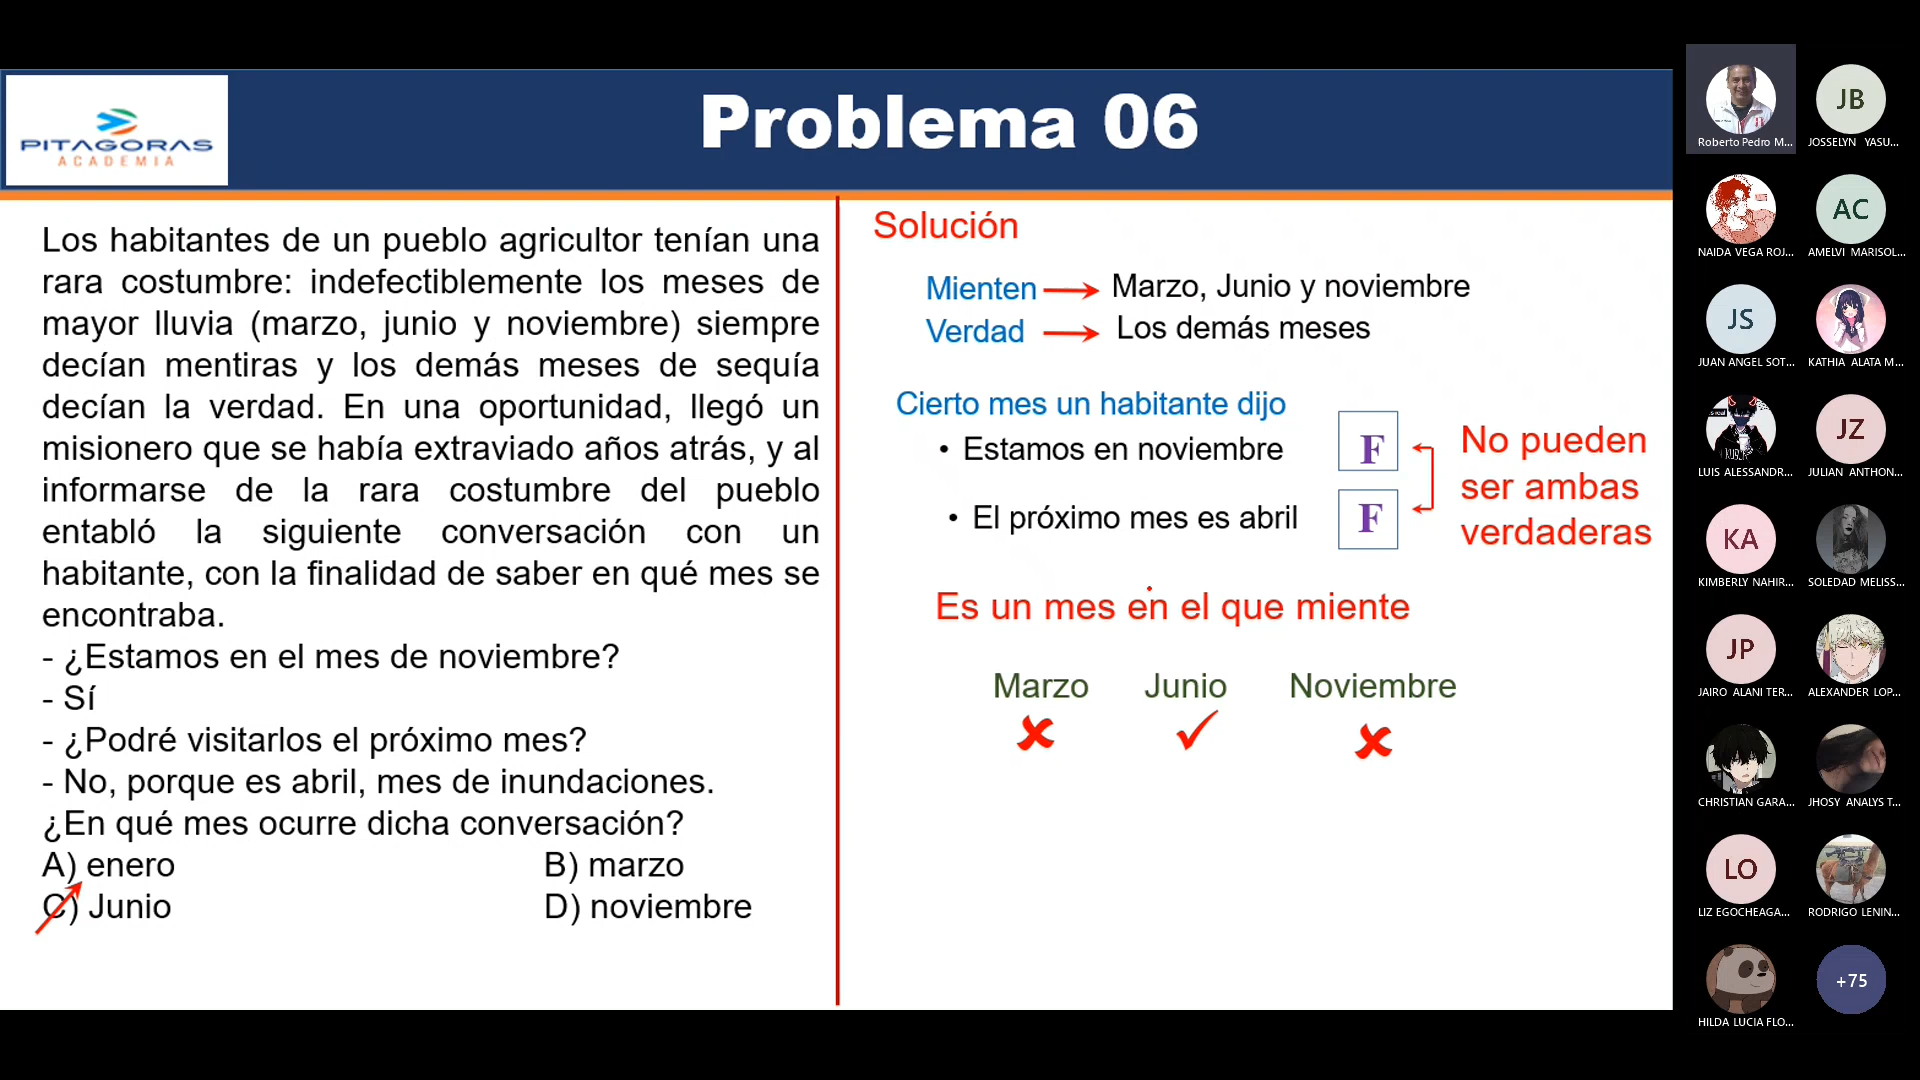 PITAGORAS
ACADEMIA
Problema 06
Los habitantes de un pueblo agricultor tenían una
rara costumbre: indefectiblemente los meses de
mayor lluvia (marzo, junio y noviembre) siempre
decían mentiras y los demás meses de sequía
decían la verdad. En una oportunidad, llegó un
misionero que se había extraviado años atrás, y al
informarse de la rara costumbre del pueblo
entabló la siguiente conversación con un
habitante, con la finalidad de saber en qué mes se
encontraba.
- ¿Estamos en el mes de noviembre?
- Sí
- ¿Podré visitarlos el próximo mes?
- No, porque es abril, mes de inundaciones.
¿En qué mes ocurre dicha conversación?
A) enero B) marzo
C) Junio D) noviembre
Solución
Mienten Marzo, Junio y noviembre
Verdad Los demás meses
Cierto mes un habitante dijo
• Estamos en noviembre F
• El próximo mes es abril F
No pueden
ser ambas
verdaderas
Es un mes en el que miente
Marzo Junio Noviembre
Roberto Pedro M... JOSSELYN YASU...
JB
NAIDA VEGA ROJ... AMELVI MARISOL...
AC
JUAN ANGEL SOT... KATHIA ALATA M...
JS
LUIS ALESSANDR... JULIAN ANTHON...
JZ
KIMBERLY NAHIR... SOLEDAD MELISS...
KA
JAIRO ALANI TER... ALEXANDER LOP...
JP
CHRISTIAN GARA... JHOSY ANALYS T...
LIZ EGOCHEAGA... RODRIGO LENIN...
LO
HILDA LUCIA FLO...
+75